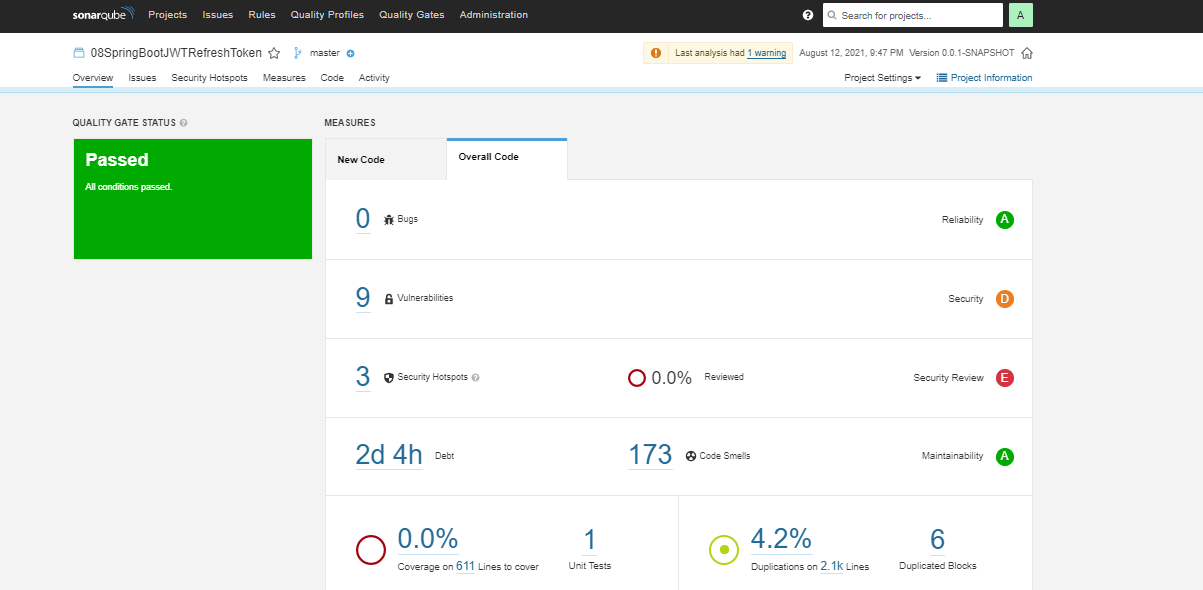 sonarqube Projects Issues Rules Quality Profiles Quality Gates Administration ? Search for projects... A
08SpringBootJWTRefreshToken master Last analysis had 1 warning August 12, 2021, 9:47 PM Version 0.0.1-SNAPSHOT
Overview Issues Security Hotspots Measures Code Activity Project Settings Project Information
QUALITY GATE STATUS ? MEASURES
Passed
All conditions passed.
New Code Overall Code
0 Bugs Reliability A
9 Vulnerabilities Security D
3 Security Hotspots ? 0.0% Reviewed Security Review E
2d 4h Debt 173 Code Smells Maintainability A
0.0% 1 4.2% 6
Coverage on 611 Lines to cover Unit Tests Duplications on 2.1k Lines Duplicated Blocks